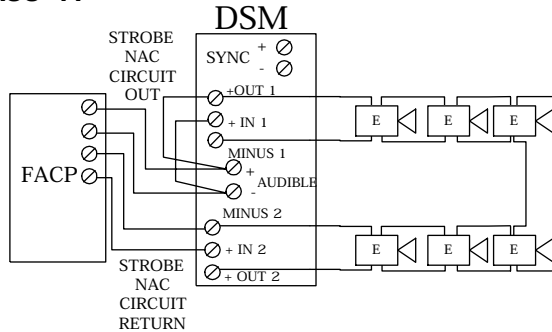 DSM
STROBE
NAC
CIRCUIT
OUT
SYNC
+
-
+OUT 1
+ IN 1
MINUS 1
+
AUDIBLE
-
MINUS 2
+ IN 2
+ OUT 2
FACP
STROBE
NAC
CIRCUIT
RETURN
E
E
E
E
E
E